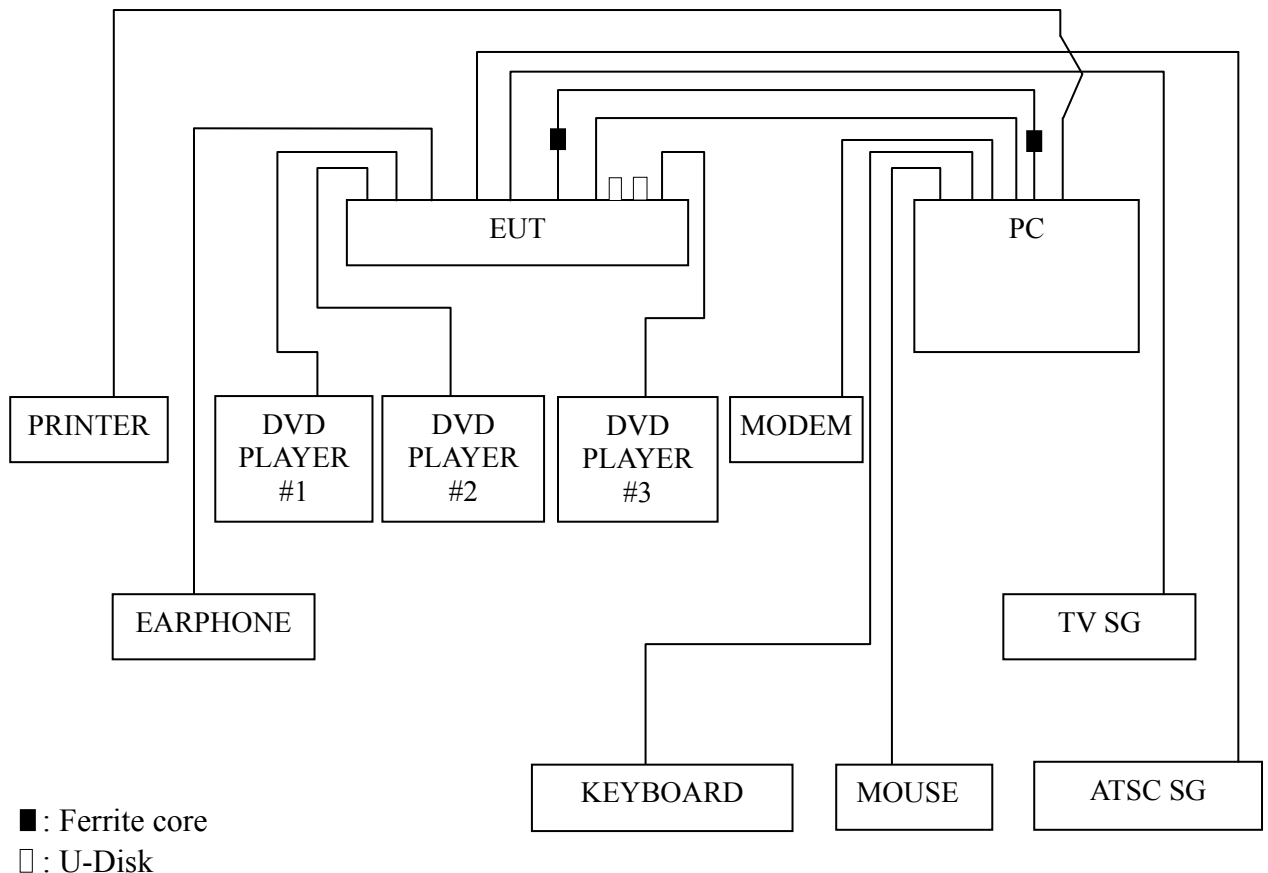 EUT
PC
PRINTER
DVD
PLAYER
#1
DVD
PLAYER
#2
DVD
PLAYER
#3
MODEM
EARPHONE
TV SG
KEYBOARD
MOUSE
ATSC SG
■ : Ferrite core
▯ : U-Disk